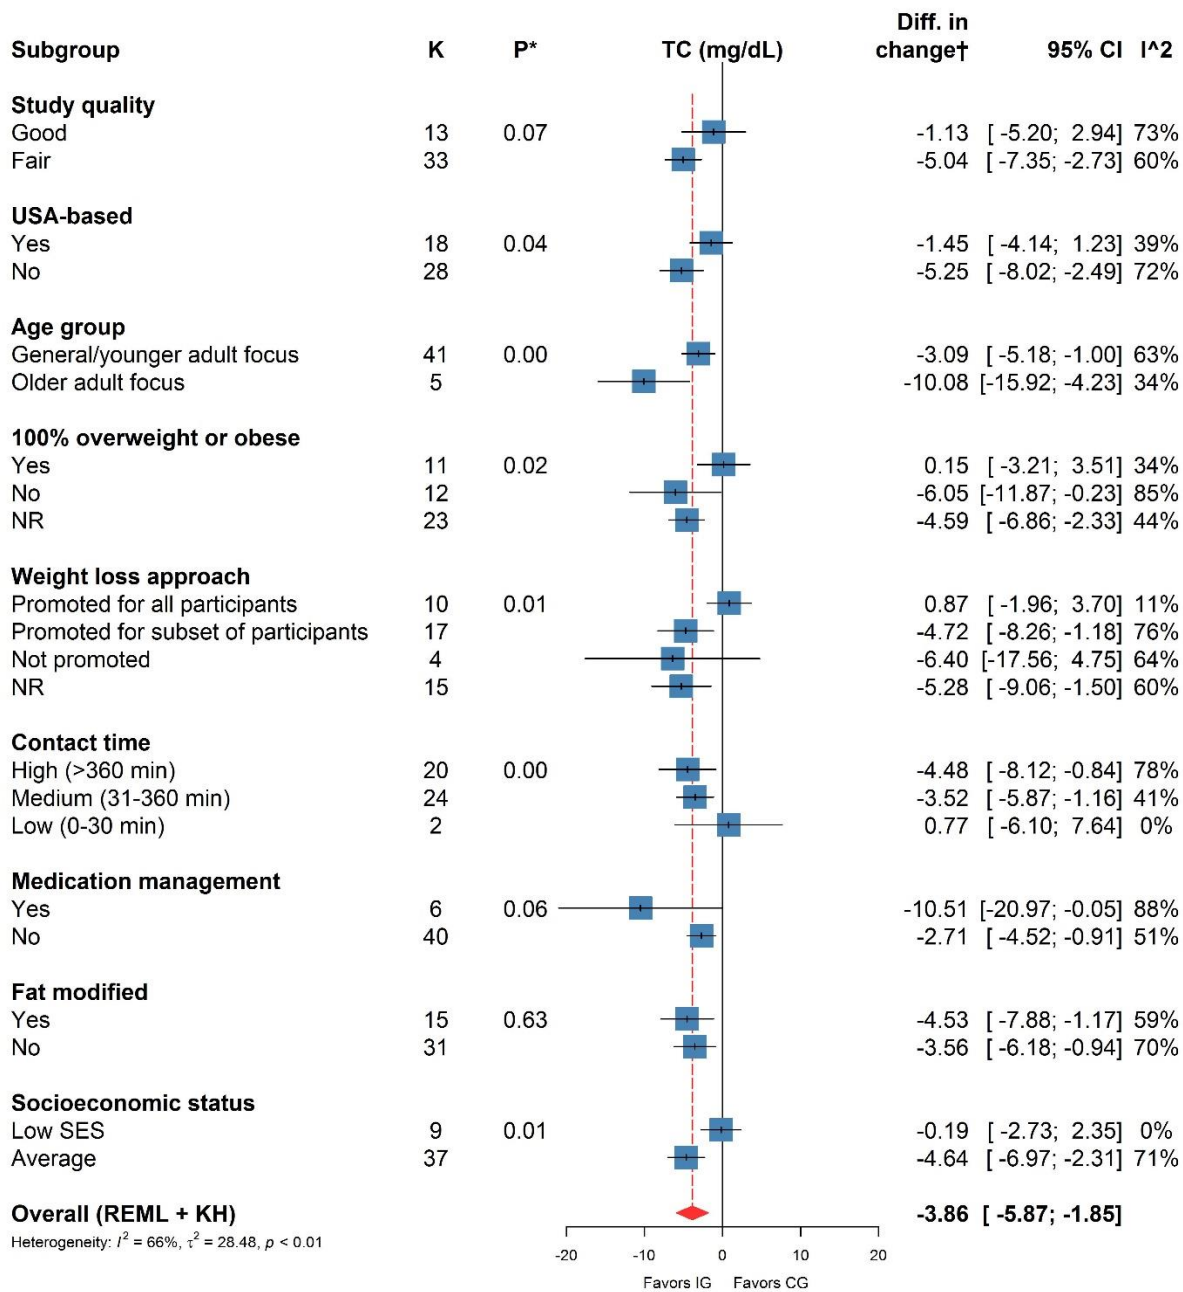 Diff. in
Subgroup K P* TC (mg/dL) change† 95% CI I^2
Study quality
Good 13 0.07 -1.13 [ -5.20; 2.94] 73%
Fair 33 -5.04 [ -7.35; -2.73] 60%
USA-based
Yes 18 0.04 -1.45 [ -4.14; 1.23] 39%
No 28 -5.25 [ -8.02; -2.49] 72%
Age group
General/younger adult focus 41 0.00 -3.09 [ -5.18; -1.00] 63%
Older adult focus 5 -10.08 [-15.92; -4.23] 34%
100% overweight or obese
Yes 11 0.02 0.15 [ -3.21; 3.51] 34%
No 12 -6.05 [-11.87; -0.23] 85%
NR 23 -4.59 [ -6.86; -2.33] 44%
Weight loss approach
Promoted for all participants 10 0.01 0.87 [ -1.96; 3.70] 11%
Promoted for subset of participants 17 -4.72 [ -8.26; -1.18] 76%
Not promoted 4 -6.40 [-17.56; 4.75] 64%
NR 15 -5.28 [ -9.06; -1.50] 60%
Contact time
High (>360 min) 20 0.00 -4.48 [ -8.12; -0.84] 78%
Medium (31-360 min) 24 -3.52 [ -5.87; -1.16] 41%
Low (0-30 min) 2 0.77 [ -6.10; 7.64] 0%
Medication management
Yes 6 0.06 -10.51 [-20.97; -0.05] 88%
No 40 -2.71 [ -4.52; -0.91] 51%
Fat modified
Yes 15 0.63 -4.53 [ -7.88; -1.17] 59%
No 31 -3.56 [ -6.18; -0.94] 70%
Socioeconomic status
Low SES 9 0.01 -0.19 [ -2.73; 2.35] 0%
Average 37 -4.64 [ -6.97; -2.31] 71%
Overall (REML + KH) -3.86 [ -5.87; -1.85]
Heterogeneity: I² = 66%, τ² = 28.48, p < 0.01
-20 -10 0 10 20
Favors IG Favors CG